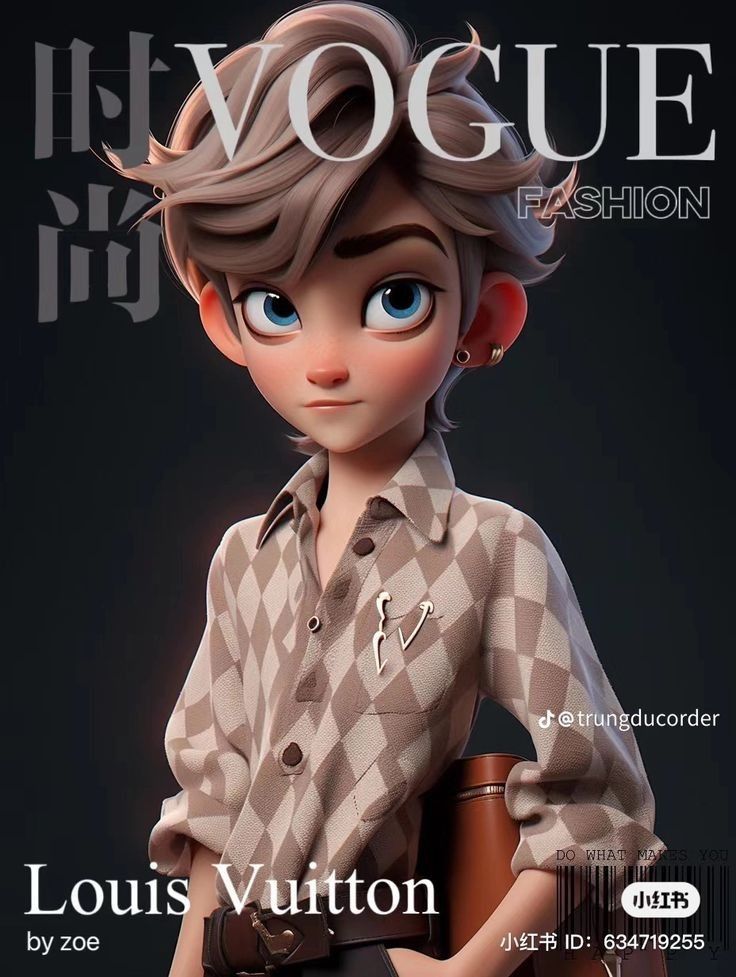 时尚
VOGUE
FASHION
@trungducorder
DO WHAT MAKES YOU
Louis Vuitton
小红书
by zoe
小红书 ID: 634719255
H A P P Y